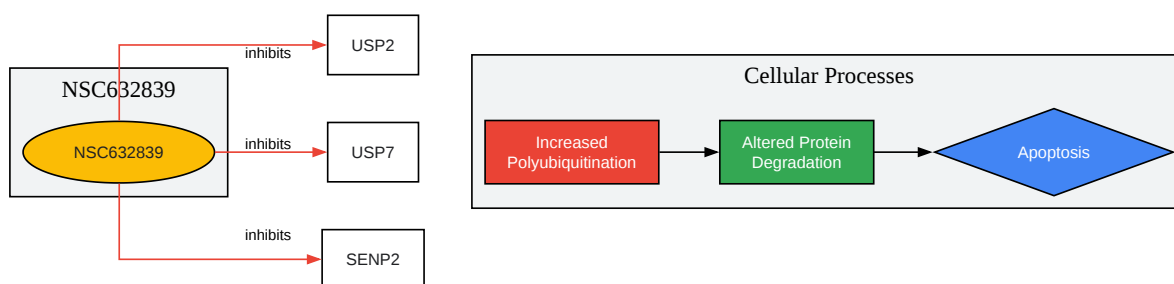 NSC632839
NSC632839
inhibits
USP2
inhibits
USP7
inhibits
SENP2
Cellular Processes
Increased
Polyubiquitination
Altered Protein
Degradation
Apoptosis